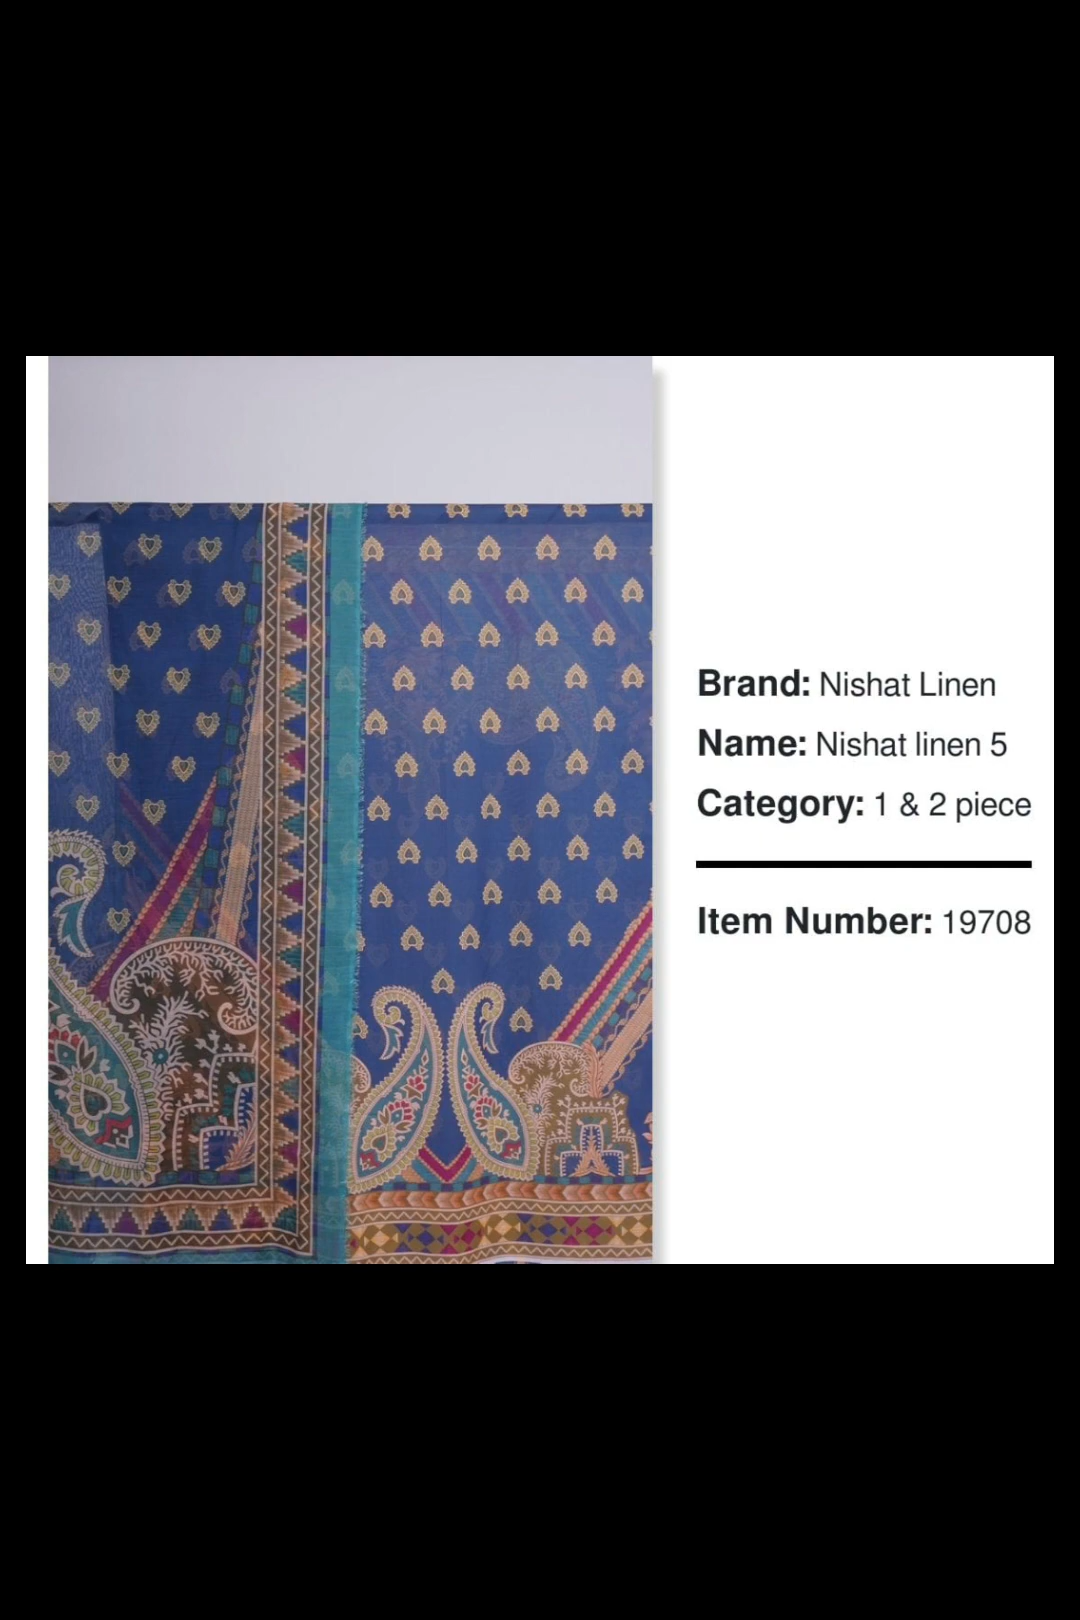 Brand: Nishat Linen
Name: Nishat linen 5
Category: 1 & 2 piece
Item Number: 19708